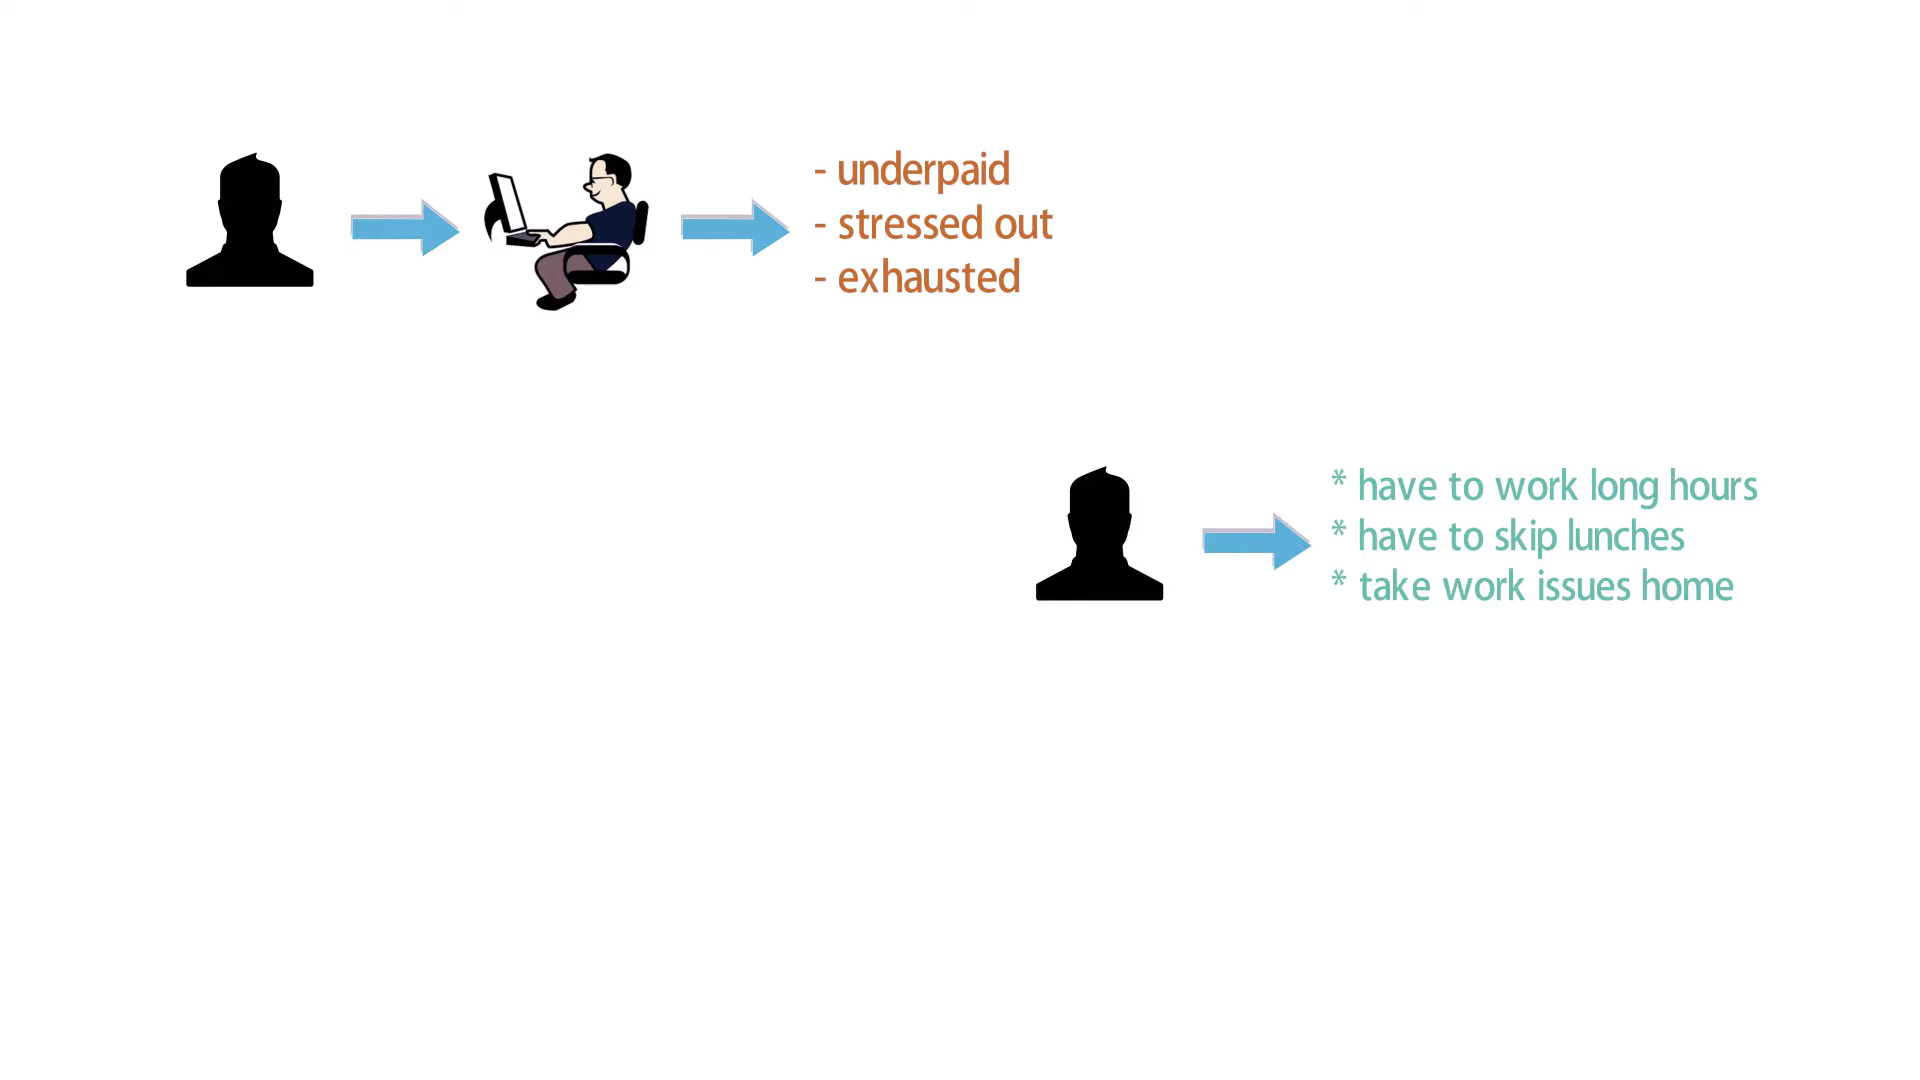 - underpaid
- stressed out
- exhausted
* have to work long hours
* have to skip lunches
* take work issues home